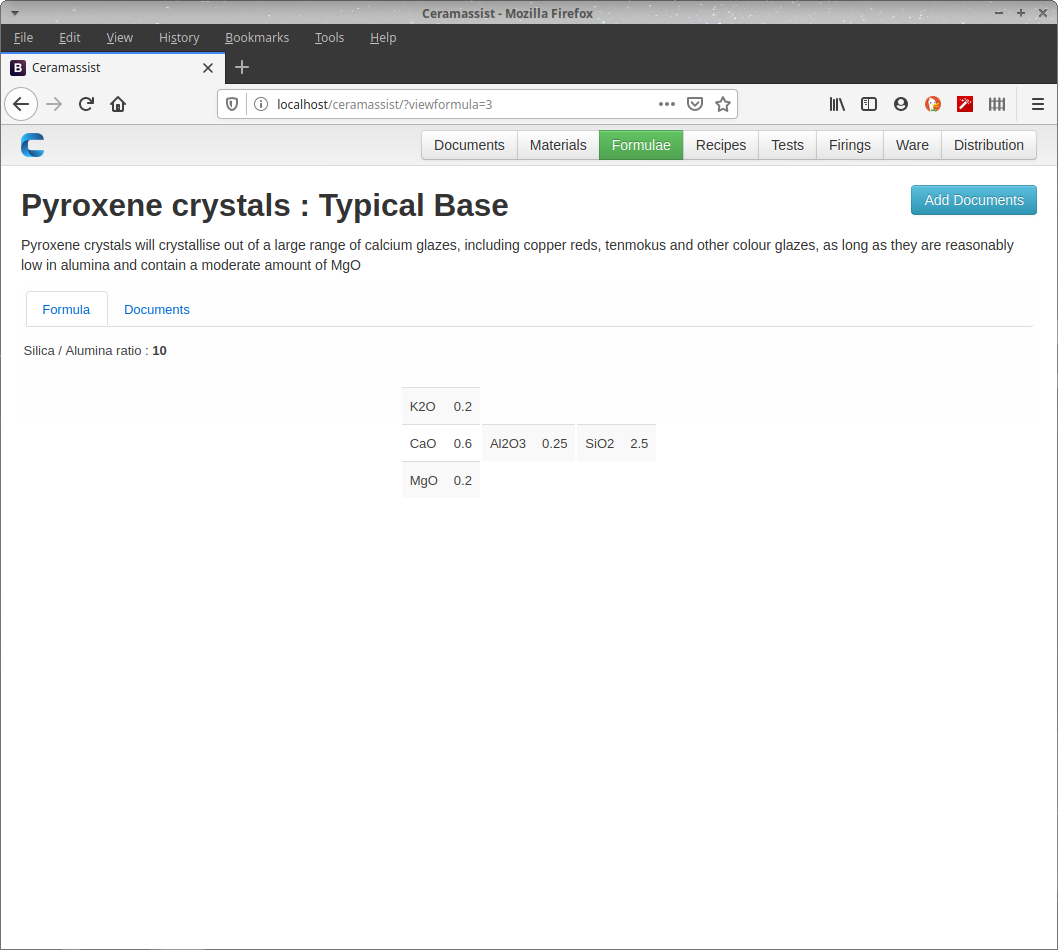 Ceramassist - Mozilla Firefox
File Edit View History Bookmarks Tools Help
B Ceramassist
localhost/ceramassist/?viewformula=3
Documents Materials Formulae Recipes Tests Firings Ware Distribution
Pyroxene crystals : Typical Base
Add Documents
Pyroxene crystals will crystallise out of a large range of calcium glazes, including copper reds, tenmokus and other colour glazes, as long as they are reasonably
low in alumina and contain a moderate amount of MgO
Formula Documents
Silica / Alumina ratio : 10
K2O 0.2
CaO 0.6 Al2O3 0.25 SiO2 2.5
MgO 0.2